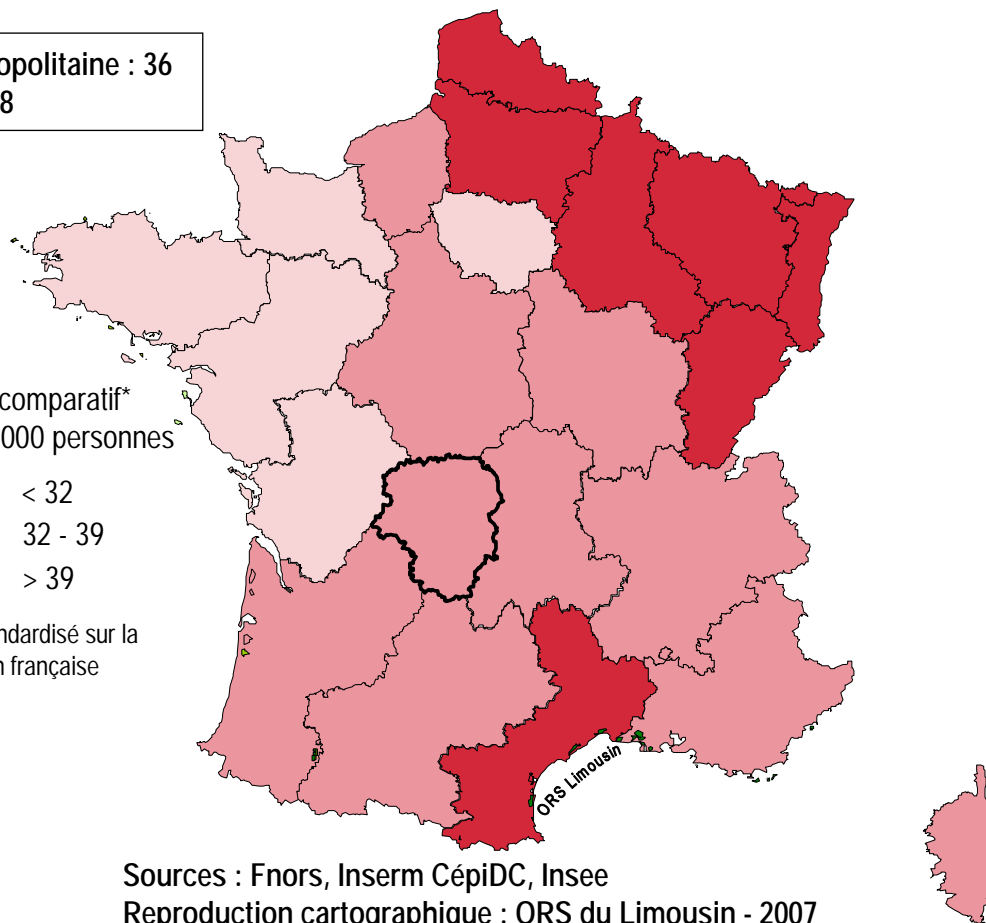 opolitaine : 36
8
comparatif*
000 personnes
< 32
32 - 39
> 39
ndardisé sur la
n française
ORS Limousin
Sources : Fnors, Inserm CépiDC, Insee
Reproduction cartographique : ORS du Limousin - 2007